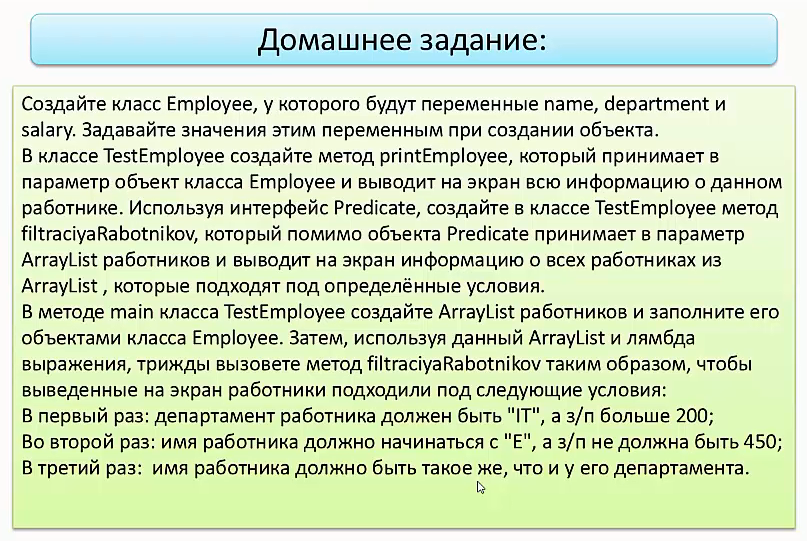 Домашнее задание:
Создайте класс Employee, у которого будут переменные name, department и
salary. Задавайте значения этим переменным при создании объекта.
В классе TestEmployee создайте метод printEmployee, который принимает в
параметр объект класса Employee и выводит на экран всю информацию о данном
работнике. Используя интерфейс Predicate, создайте в классе TestEmployee метод
filtraciyaRabotnikov, который помимо объекта Predicate принимает в параметр
ArrayList работников и выводит на экран информацию о всех работниках из
ArrayList , которые подходят под определённые условия.
В методе main класса TestEmployee создайте ArrayList работников и заполните его
объектами класса Employee. Затем, используя данный ArrayList и лямбда
выражения, трижды вызовете метод filtraciyaRabotnikov таким образом, чтобы
выведенные на экран работники подходили под следующие условия:
В первый раз: департамент работника должен быть "IT", а з/п больше 200;
Во второй раз: имя работника должно начинаться с "E", а з/п не должна быть 450;
В третий раз:  имя работника должно быть такое же, что и у его департамента.